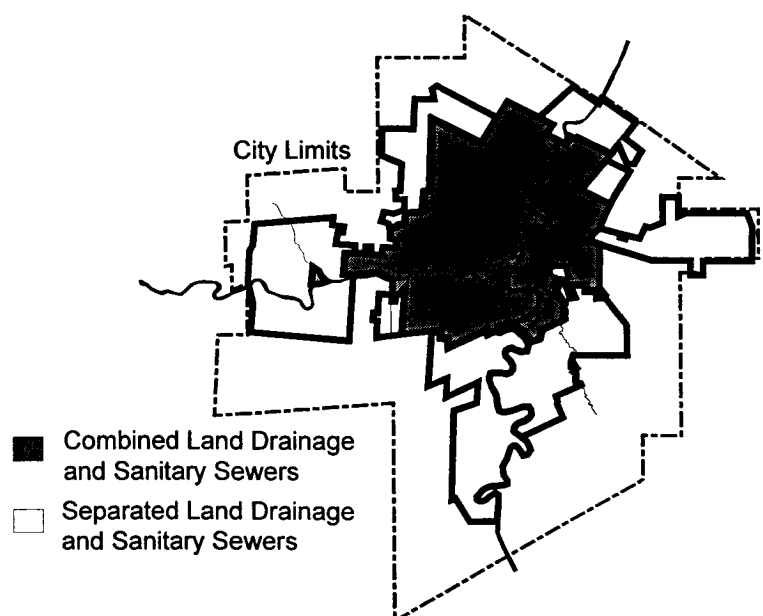 City Limits
Combined Land Drainage
and Sanitary Sewers
Separated Land Drainage
and Sanitary Sewers